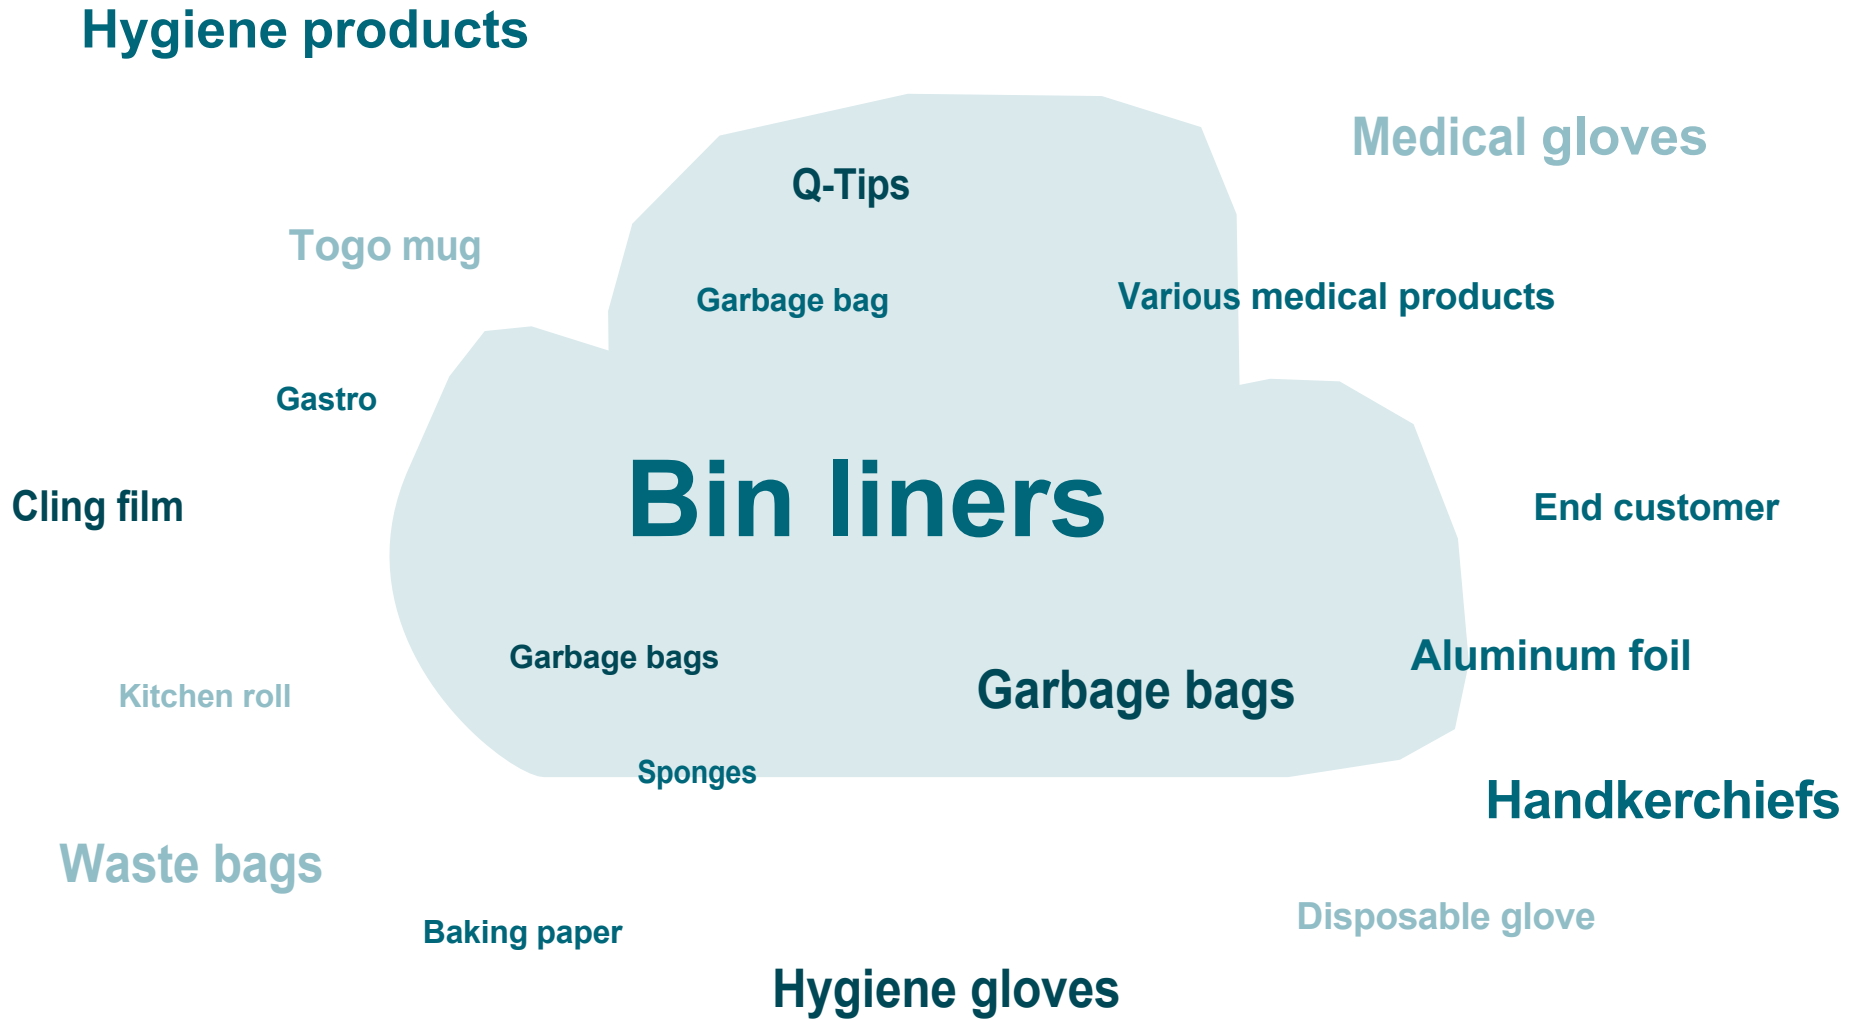 Hygiene products
Medical gloves
Q-Tips
Togo mug
Garbage bag
Various medical products
Gastro
Bin liners
Cling film
End customer
Garbage bags
Aluminum foil
Garbage bags
Kitchen roll
Sponges
Handkerchiefs
Waste bags
Disposable glove
Baking paper
Hygiene gloves